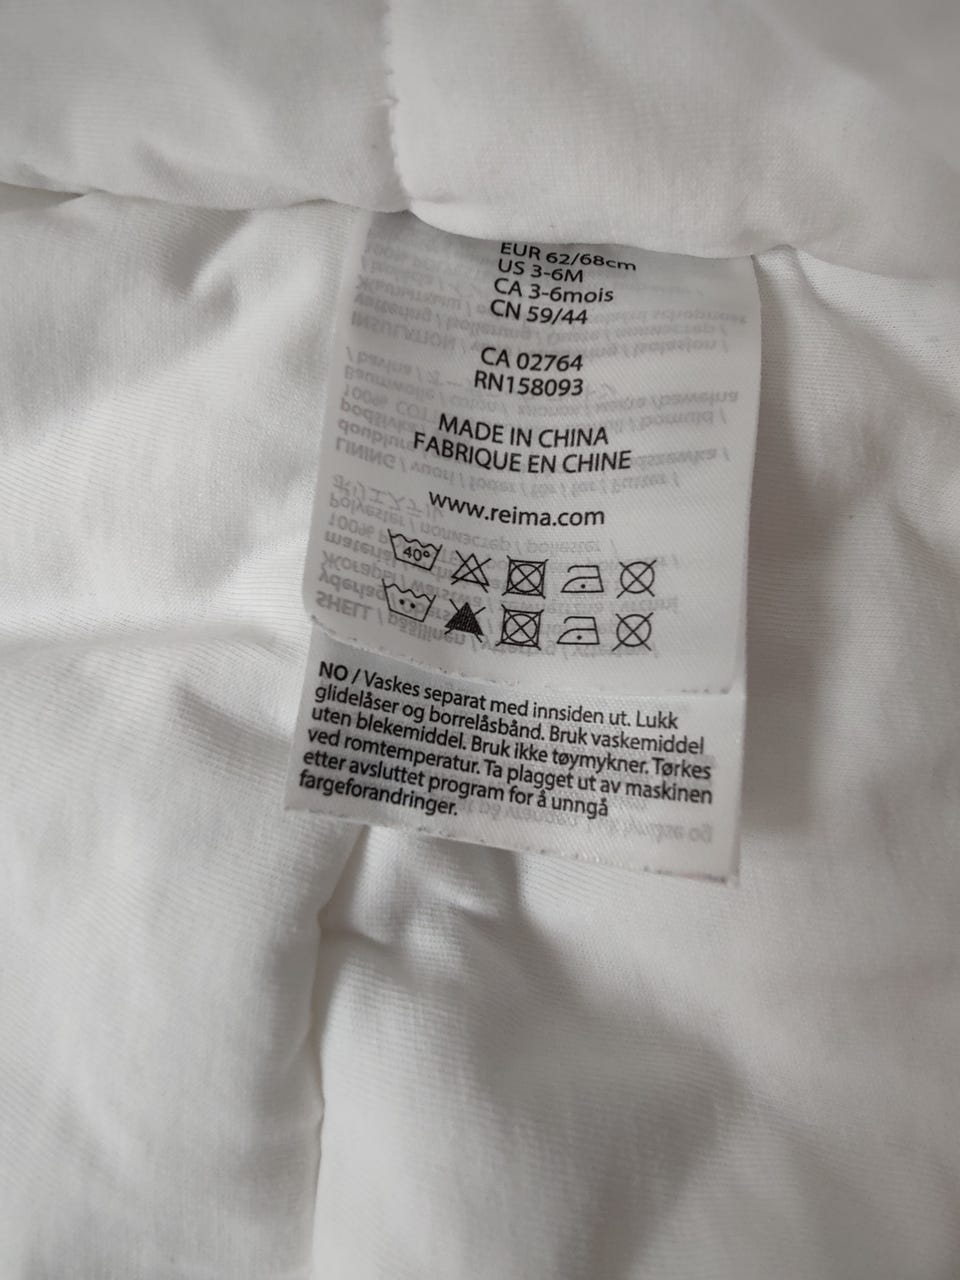 EUR 62/68cm
US 3-6M
CA 3-6mois
CN 59/44
CA 02764
RN158093
MADE IN CHINA
FABRIQUE EN CHINE
www.reima.com
40°
NO / Vaskes separat med innsiden ut. Lukk
glidelåser og borrelåsbånd. Bruk vaskemiddel
uten blekemiddel. Bruk ikke tøymykner. Tørkes
ved romtemperatur. Ta plagget ut av maskinen
etter avsluttet program for å unngå
fargeforandringer.